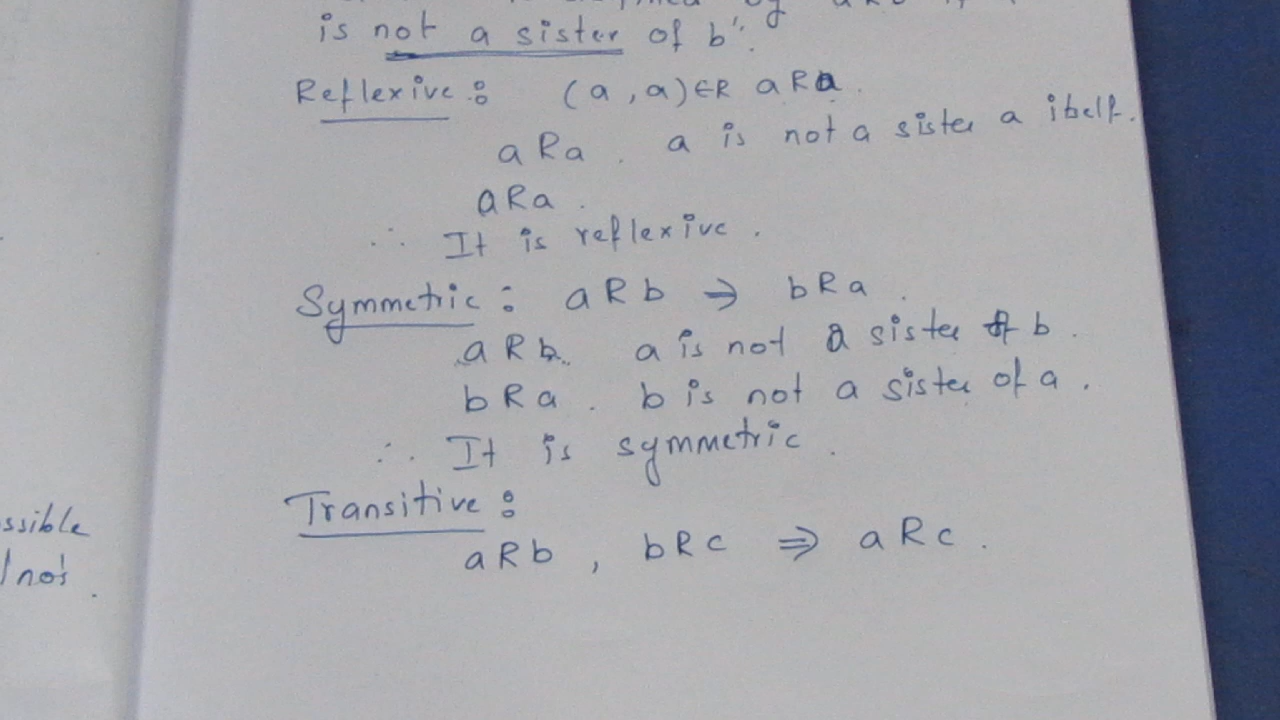 is not a sister of b'.
Reflexive : (a, a) ∈ R aRa.
aRa. a is not a sister a itself.
aRa.
∴ It is reflexive.
Symmetric : aRb → bRa.
aRb. a is not a sister of b.
bRa. b is not a sister of a.
∴ It is symmetric.
Transitive :
aRb, bRc ⇒ aRc.
ssible
no's.